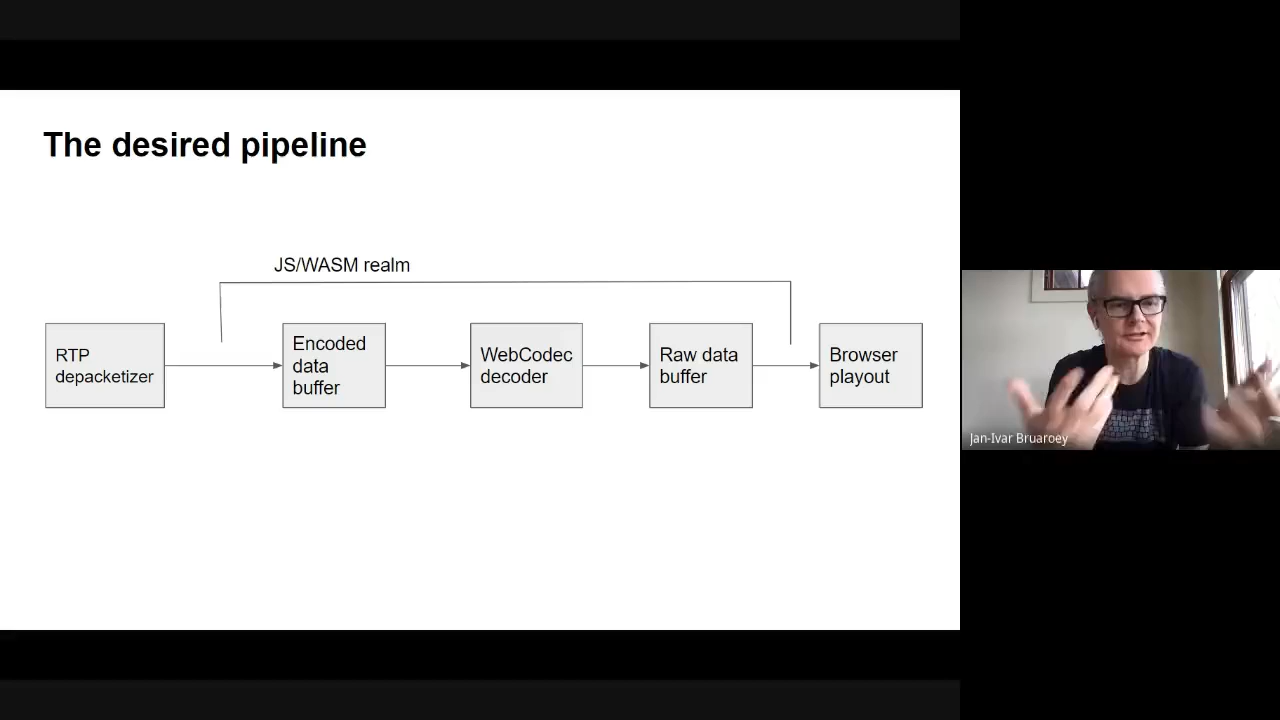 The desired pipeline
JS/WASM realm
RTP
depacketizer
Encoded
data
buffer
WebCodec
decoder
Raw data
buffer
Browser
playout
Jan-Ivar Bruaroey